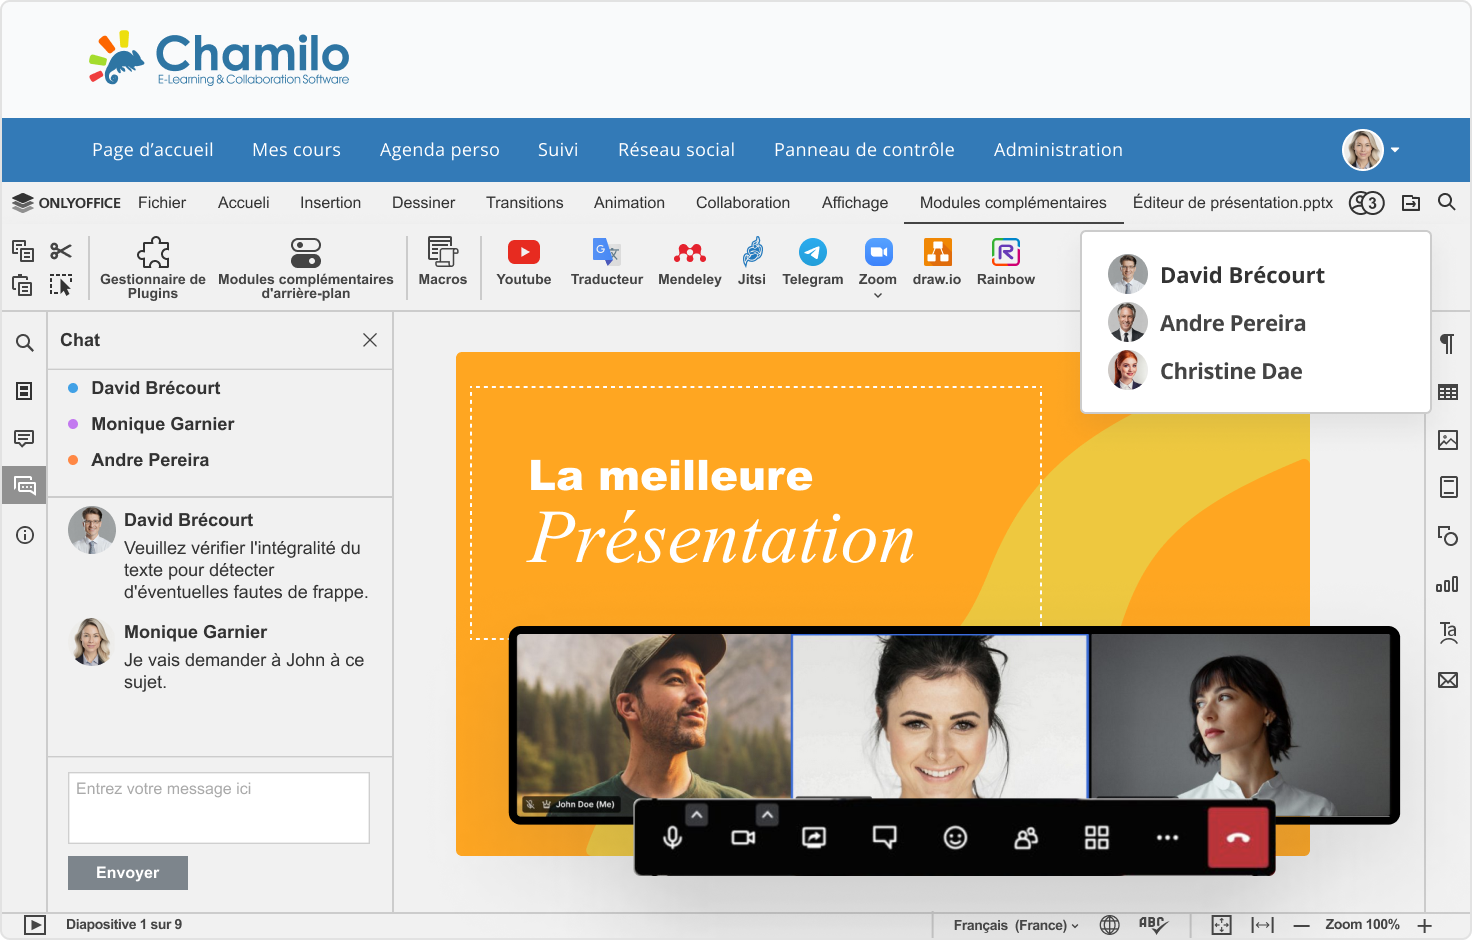 Chamilo
E-Learning & Collaboration Software
Page d’accueil Mes cours Agenda perso Suivi Réseau social Panneau de contrôle Administration
ONLYOFFICE Fichier Accueli Insertion Dessiner Transitions Animation Collaboration Affichage Modules complémentaires Éditeur de présentation.pptx 3
Gestionnaire de
Plugins
Modules complémentaires
d'arrière-plan
Macros
Youtube
Traducteur
Mendeley
Jitsi
Telegram
Zoom
draw.io
Rainbow
David Brécourt
Andre Pereira
Christine Dae
Chat
David Brécourt
Monique Garnier
Andre Pereira
David Brécourt
Veuillez vérifier l'intégralité du
texte pour détecter
d'éventuelles fautes de frappe.
Monique Garnier
Je vais demander à John à ce
sujet.
Entrez votre message ici
Envoyer
La meilleure
Présentation
John Doe (Me)
Diapositive 1 sur 9
Français (France)
ABC
Zoom 100%